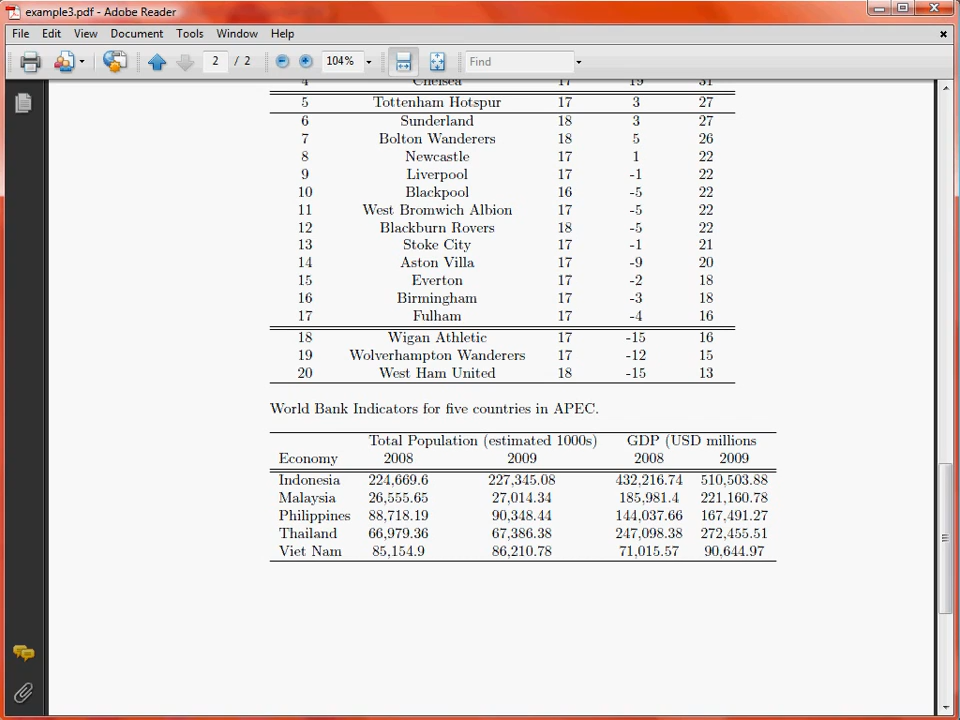 example3.pdf - Adobe Reader
File Edit View Document Tools Window Help
2 / 2 104% Find
4 Chelsea 17 19 31
5 Tottenham Hotspur 17 3 27
6 Sunderland 18 3 27
7 Bolton Wanderers 18 5 26
8 Newcastle 17 1 22
9 Liverpool 17 -1 22
10 Blackpool 16 -5 22
11 West Bromwich Albion 17 -5 22
12 Blackburn Rovers 18 -5 22
13 Stoke City 17 -1 21
14 Aston Villa 17 -9 20
15 Everton 17 -2 18
16 Birmingham 17 -3 18
17 Fulham 17 -4 16
18 Wigan Athletic 17 -15 16
19 Wolverhampton Wanderers 17 -12 15
20 West Ham United 18 -15 13
World Bank Indicators for five countries in APEC.
Total Population (estimated 1000s) GDP (USD millions
Economy 2008 2009 2008 2009
Indonesia 224,669.6 227,345.08 432,216.74 510,503.88
Malaysia 26,555.65 27,014.34 185,981.4 221,160.78
Philippines 88,718.19 90,348.44 144,037.66 167,491.27
Thailand 66,979.36 67,386.38 247,098.38 272,455.51
Viet Nam 85,154.9 86,210.78 71,015.57 90,644.97